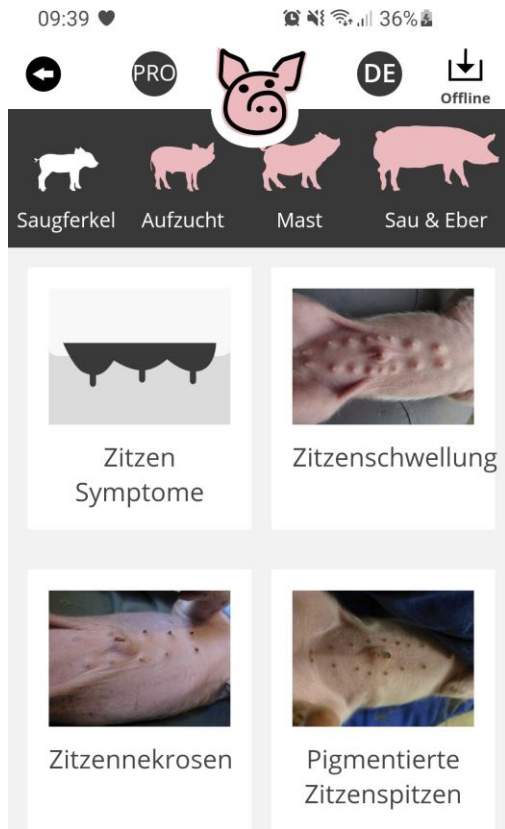 09:39
36%
PRO
DE
Offline
Saugferkel Aufzucht Mast Sau & Eber
Zitzen
Symptome
Zitzenschwellung
Zitzennekrosen
Pigmentierte
Zitzenspitzen